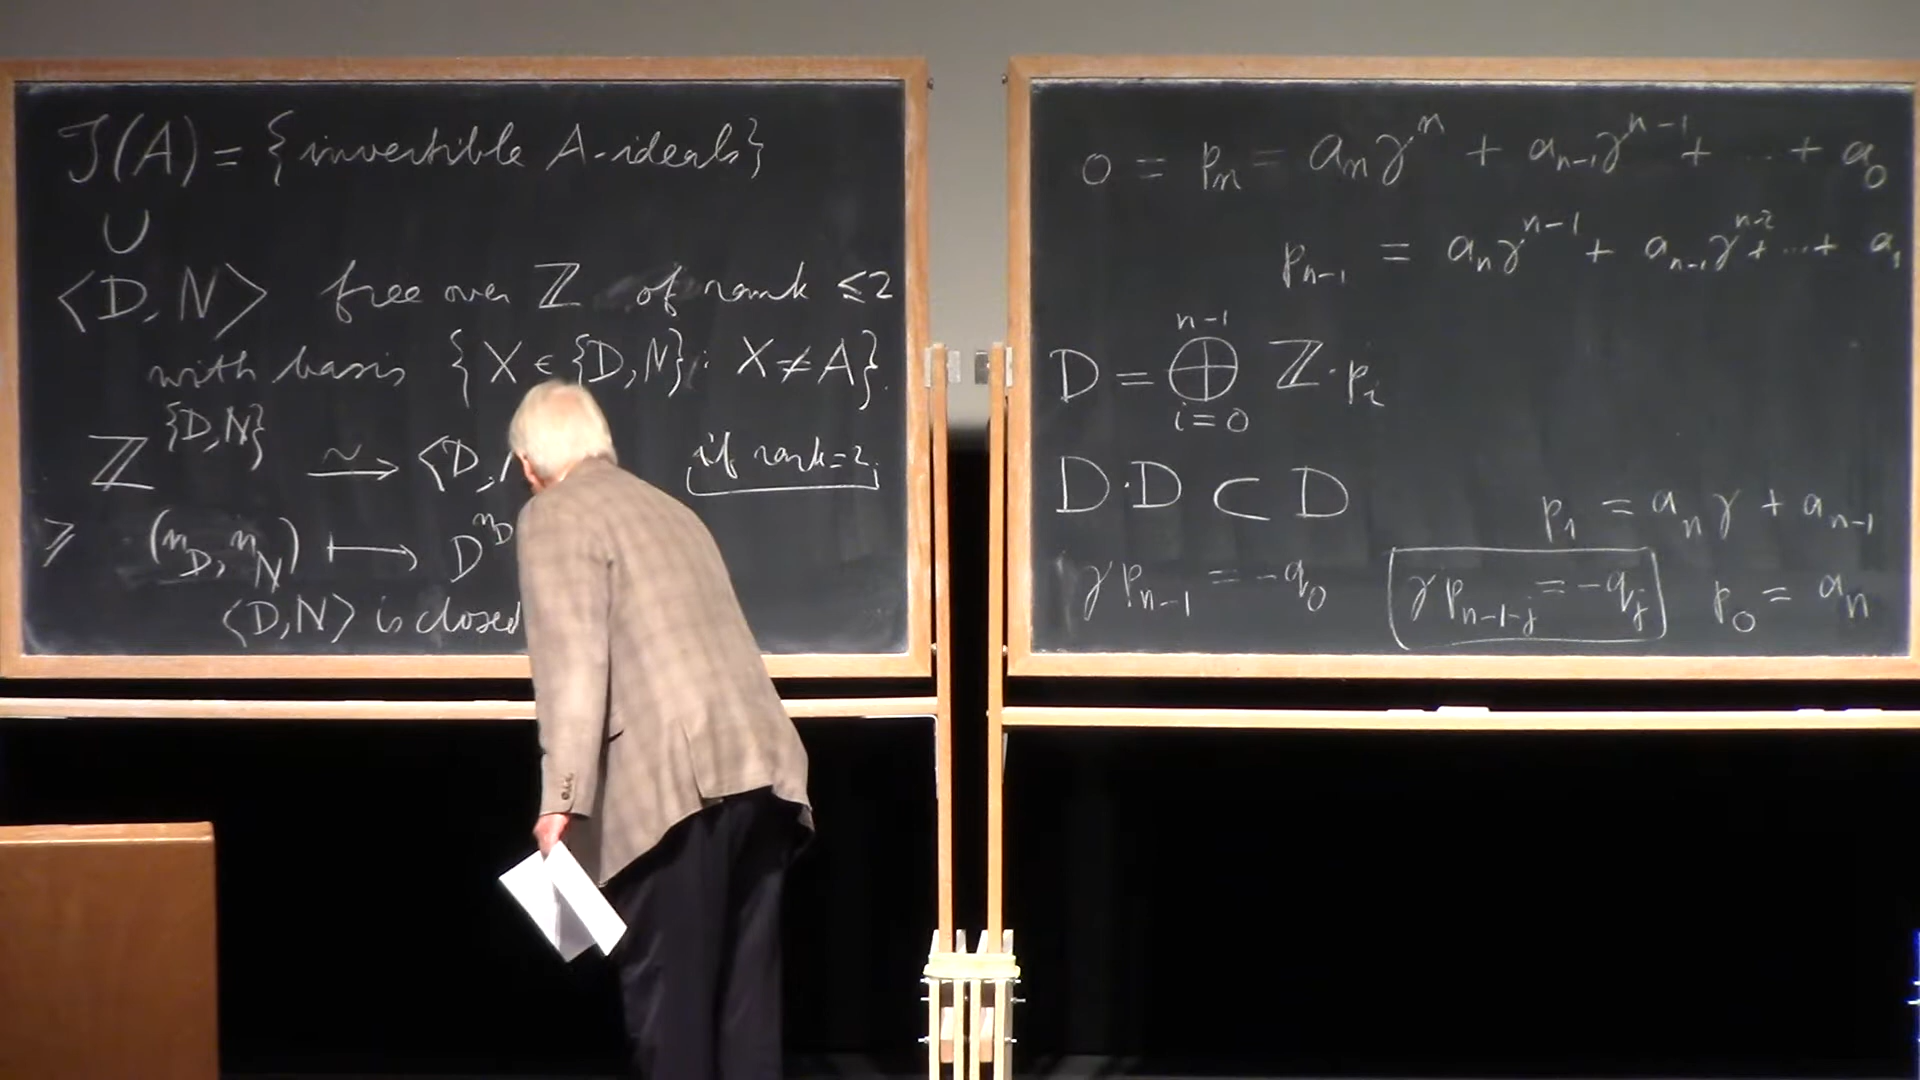 J(A) = {invertible A-ideals}
∪
⟨D, N⟩ free over ℤ of rank ≤2
with basis {X ∈ {D,N} : X ≠ A}.
ℤ^{D,N} ⥲ ⟨D, if rank=2.
≥ (n_D, n_N) ⟼ D^{n_D}
⟨D,N⟩ is closed
0 = p_n = a_n γ^n + a_{n-1} γ^{n-1} + ... + a_0
p_{n-1} = a_n γ^{n-1} + a_{n-1} γ^{n-2} + ... + a_1
D = ⊕_{i=0}^{n-1} ℤ·p_i
D·D ⊂ D
p_1 = a_n γ + a_{n-1}
γ p_{n-1} = -q_0 γ p_{n-1-j} = -q_j p_0 = a_n